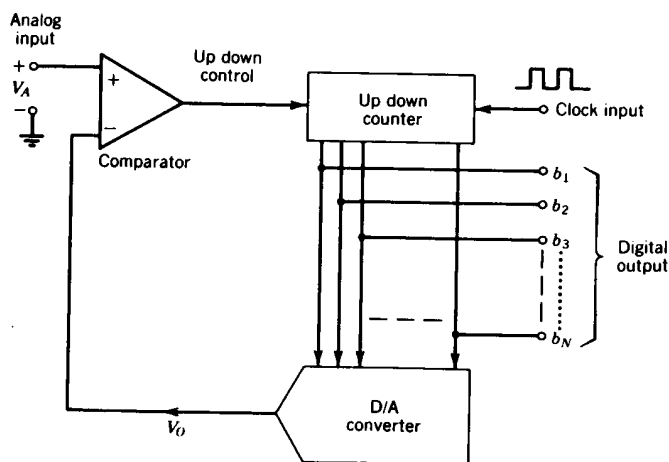 Analog
input
+
V_A
−
+
−
Comparator
Up down
control
Up down
counter
Clock input
b_1
b_2
b_3
b_N
Digital
output
D/A
converter
V_O